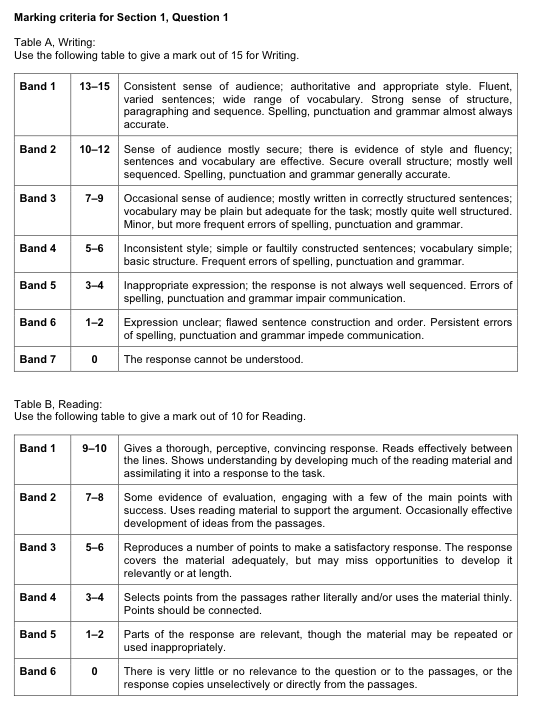 Marking criteria for Section 1, Question 1
Table A, Writing:
Use the following table to give a mark out of 15 for Writing.
Band 1 13–15 Consistent sense of audience; authoritative and appropriate style. Fluent,
varied sentences; wide range of vocabulary. Strong sense of structure,
paragraphing and sequence. Spelling, punctuation and grammar almost always
accurate.
Band 2 10–12 Sense of audience mostly secure; there is evidence of style and fluency;
sentences and vocabulary are effective. Secure overall structure; mostly well
sequenced. Spelling, punctuation and grammar generally accurate.
Band 3 7–9 Occasional sense of audience; mostly written in correctly structured sentences;
vocabulary may be plain but adequate for the task; mostly quite well structured.
Minor, but more frequent errors of spelling, punctuation and grammar.
Band 4 5–6 Inconsistent style; simple or faultily constructed sentences; vocabulary simple;
basic structure. Frequent errors of spelling, punctuation and grammar.
Band 5 3–4 Inappropriate expression; the response is not always well sequenced. Errors of
spelling, punctuation and grammar impair communication.
Band 6 1–2 Expression unclear; flawed sentence construction and order. Persistent errors
of spelling, punctuation and grammar impede communication.
Band 7 0 The response cannot be understood.
Table B, Reading:
Use the following table to give a mark out of 10 for Reading.
Band 1 9–10 Gives a thorough, perceptive, convincing response. Reads effectively between
the lines. Shows understanding by developing much of the reading material and
assimilating it into a response to the task.
Band 2 7–8 Some evidence of evaluation, engaging with a few of the main points with
success. Uses reading material to support the argument. Occasionally effective
development of ideas from the passages.
Band 3 5–6 Reproduces a number of points to make a satisfactory response. The response
covers the material adequately, but may miss opportunities to develop it
relevantly or at length.
Band 4 3–4 Selects points from the passages rather literally and/or uses the material thinly.
Points should be connected.
Band 5 1–2 Parts of the response are relevant, though the material may be repeated or
used inappropriately.
Band 6 0 There is very little or no relevance to the question or to the passages, or the
response copies unselectively or directly from the passages.